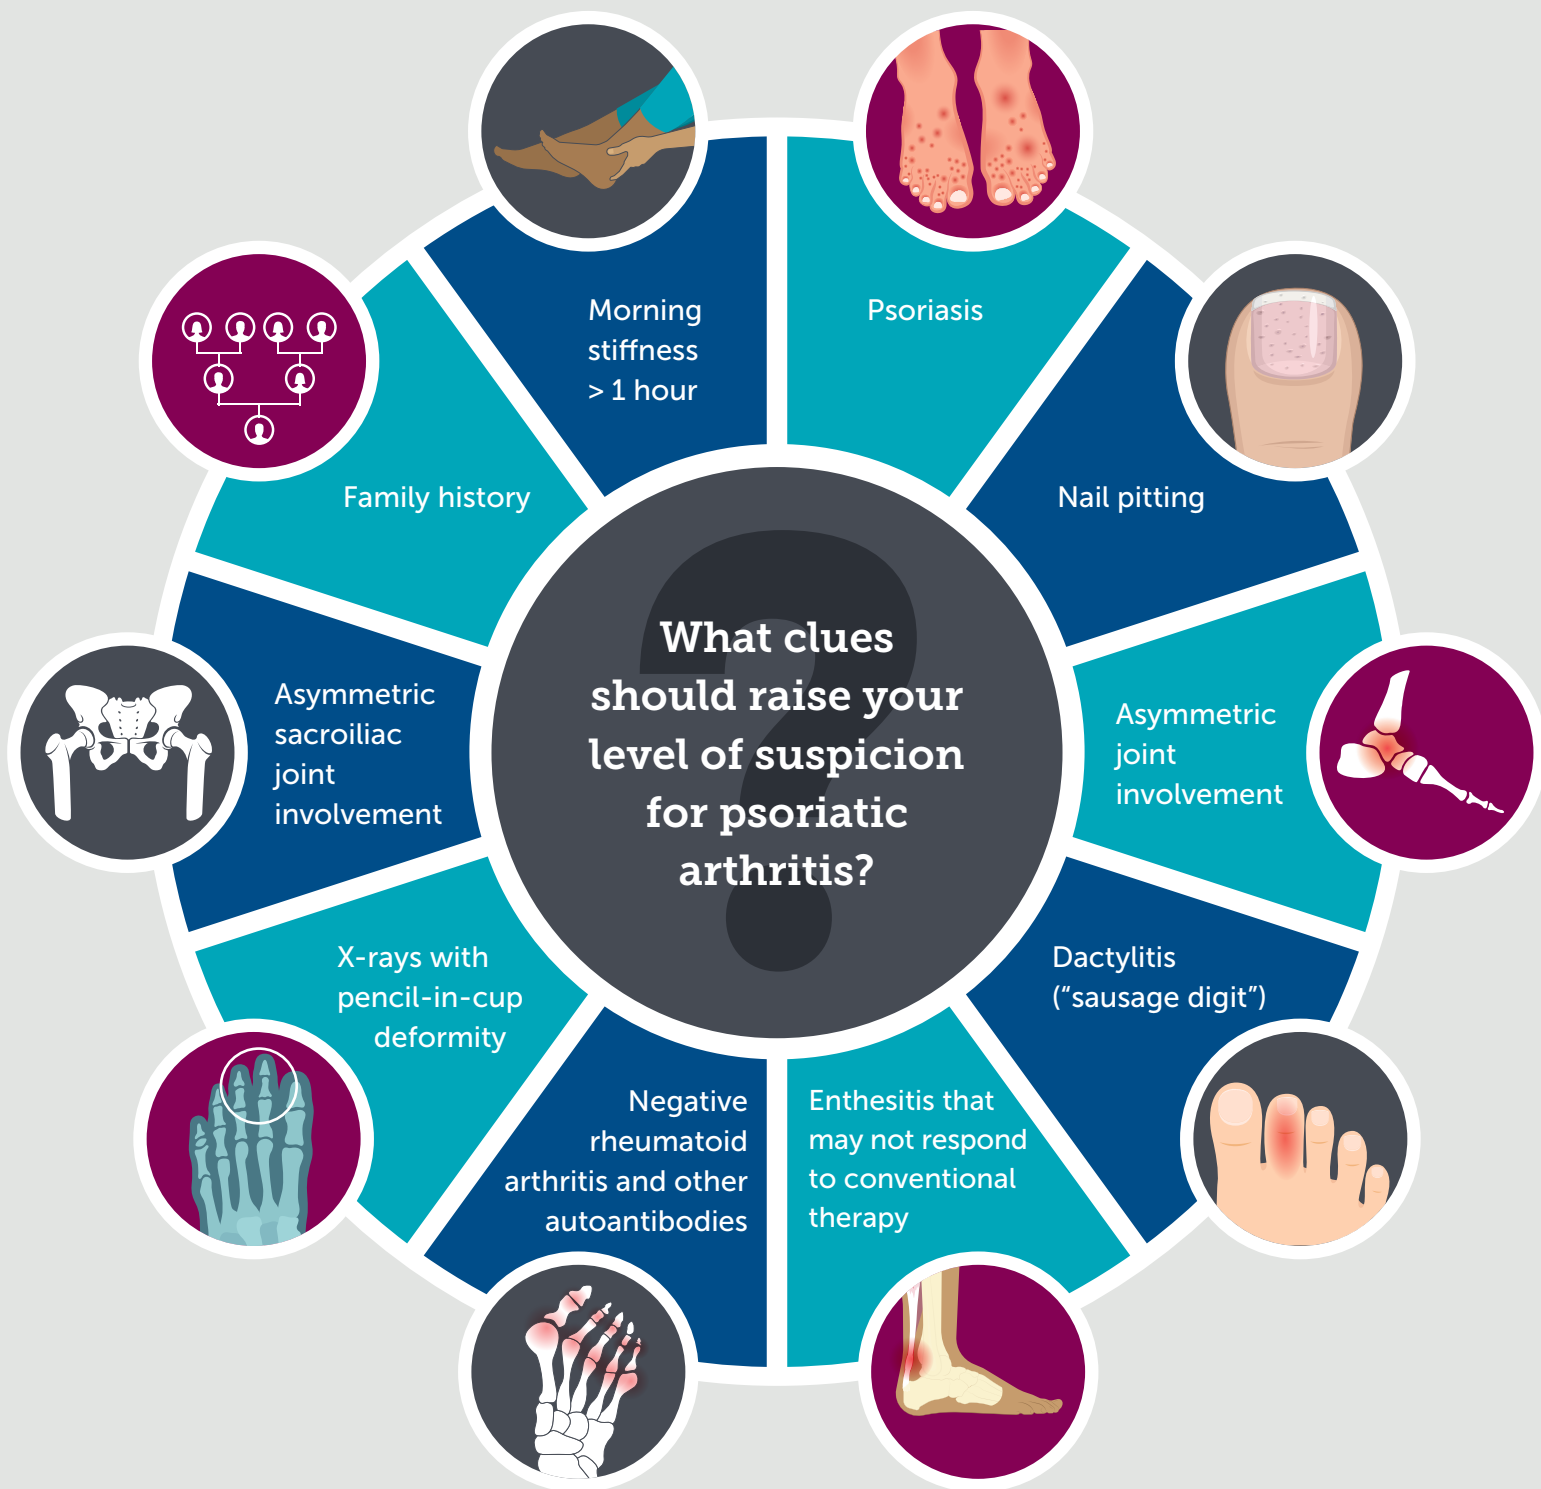 What clues
should raise your
level of suspicion
for psoriatic
arthritis?
Psoriasis
Nail pitting
Asymmetric
joint
involvement
Dactylitis
(“sausage digit”)
Enthesitis that
may not respond
to conventional
therapy
Negative
rheumatoid
arthritis and other
autoantibodies
X-rays with
pencil-in-cup
deformity
Asymmetric
sacroiliac
joint
involvement
Family history
Morning
stiffness
> 1 hour
?